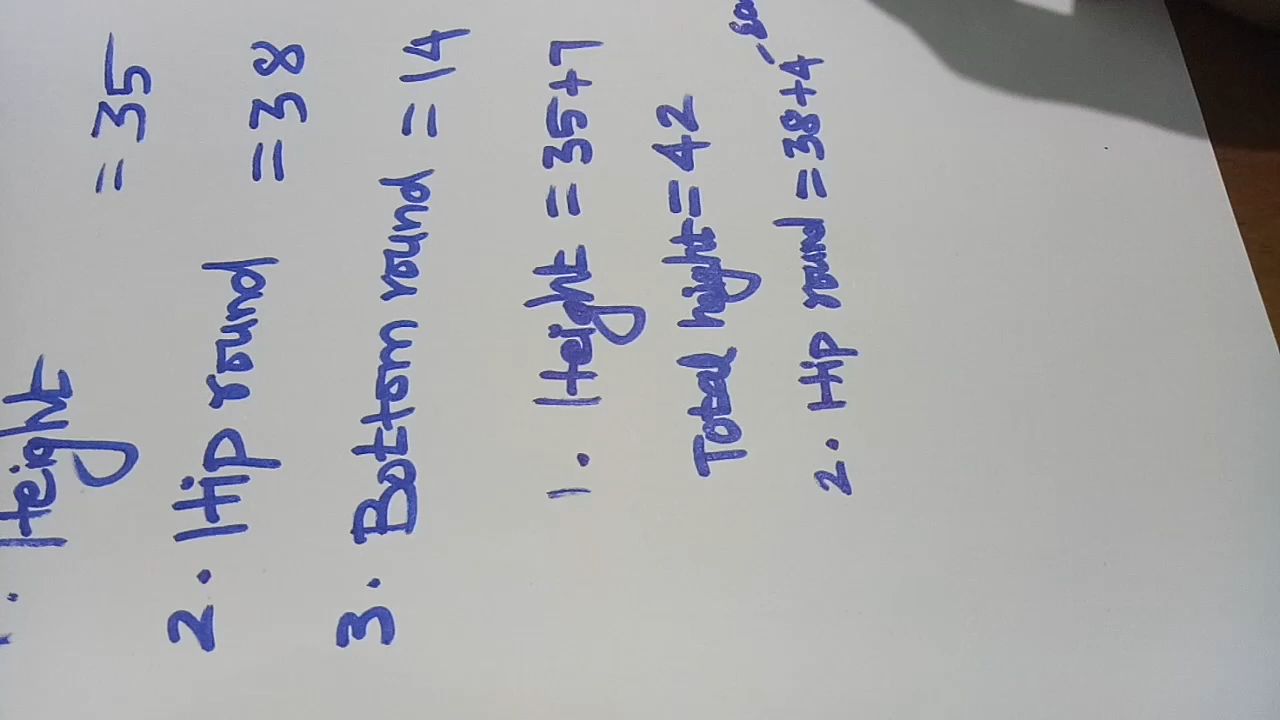 1. Height = 35
2. Hip round = 38
3. Bottom round = 14
1. Height = 35+7
Total height = 42
2. Hip round = 38+4